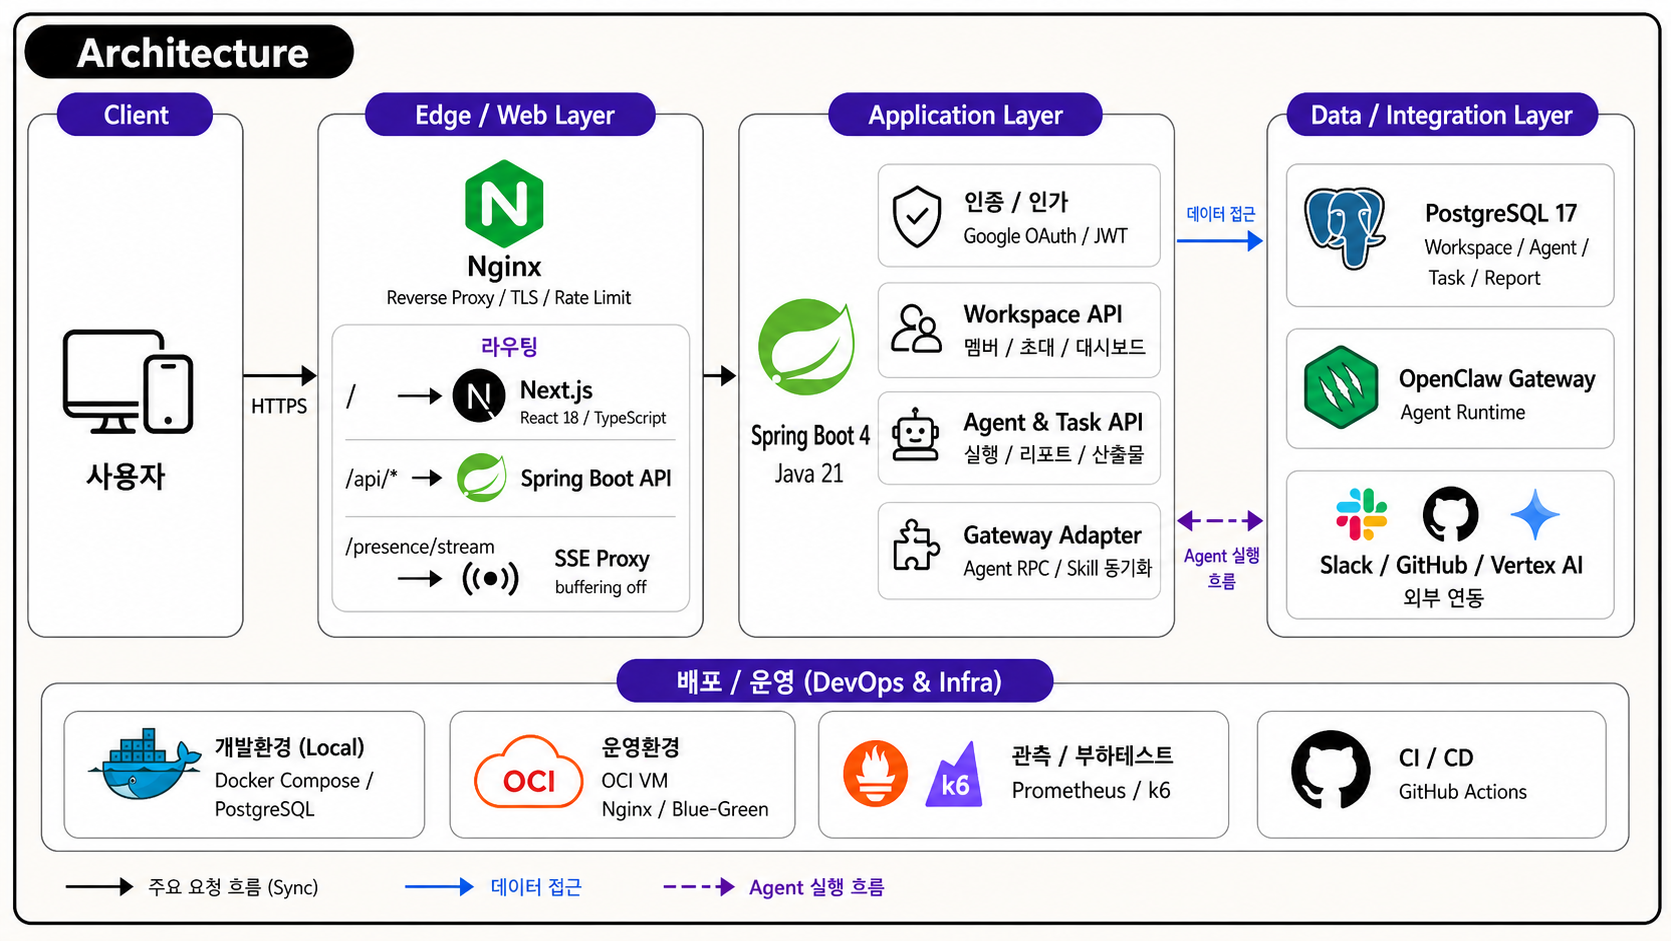 Architecture
Client
사용자
HTTPS
Edge / Web Layer
Nginx
Reverse Proxy / TLS / Rate Limit
라우팅
/
Next.js
React 18 / TypeScript
/api/*
Spring Boot API
/presence/stream
SSE Proxy
buffering off
Application Layer
Spring Boot 4
Java 21
인종 / 인가
Google OAuth / JWT
Workspace API
멤버 / 초대 / 대시보드
Agent & Task API
실행 / 리포트 / 산출물
Gateway Adapter
Agent RPC / Skill 동기화
데이터 접근
Agent 실행
흐름
Data / Integration Layer
PostgreSQL 17
Workspace / Agent /
Task / Report
OpenClaw Gateway
Agent Runtime
Slack / GitHub / Vertex AI
외부 연동
배포 / 운영 (DevOps & Infra)
개발환경 (Local)
Docker Compose /
PostgreSQL
OCI
운영환경
OCI VM
Nginx / Blue-Green
k6
관측 / 부하테스트
Prometheus / k6
CI / CD
GitHub Actions
주요 요청 흐름 (Sync)
데이터 접근
Agent 실행 흐름